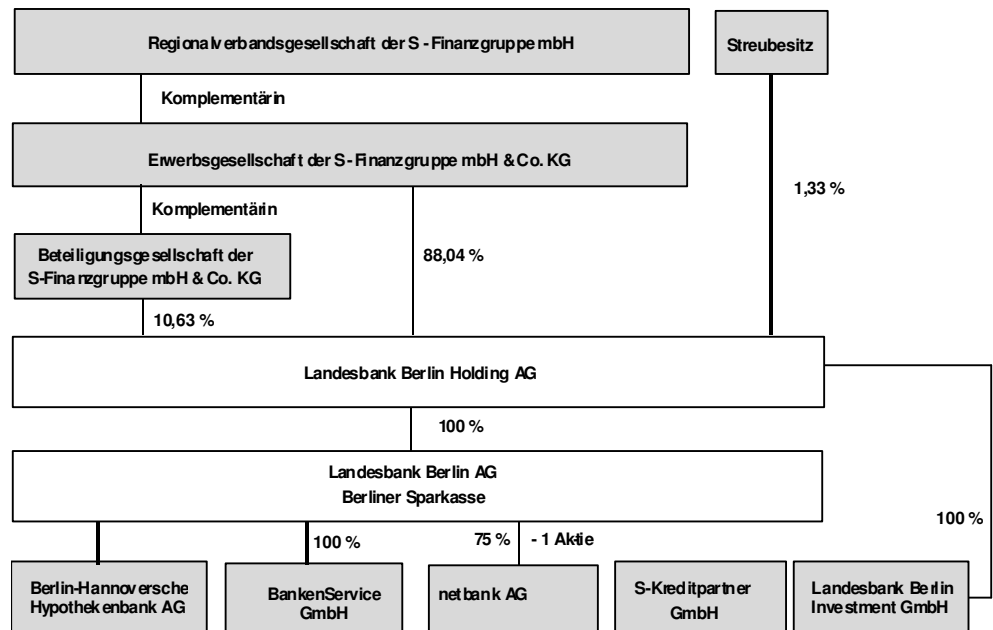 Regionalverbandsgesellschaft der S - Finanzgruppe mbH
Streubesitz
Komplementärin
Erwerbsgesellschaft der S - Finanzgruppe mbH & Co. KG
1,33 %
Komplementärin
Beteiligungsgesellschaft der
S-Finanzgruppe mbH & Co. KG
88,04 %
10,63 %
Landesbank Berlin Holding AG
100 %
Landesbank Berlin AG
Berliner Sparkasse
100 %
100 %
75 % - 1 Aktie
Berlin-Hannoversche
Hypothekenbank AG
BankenService
GmbH
netbank AG
S-Kreditpartner
GmbH
Landesbank Berlin
Investment GmbH